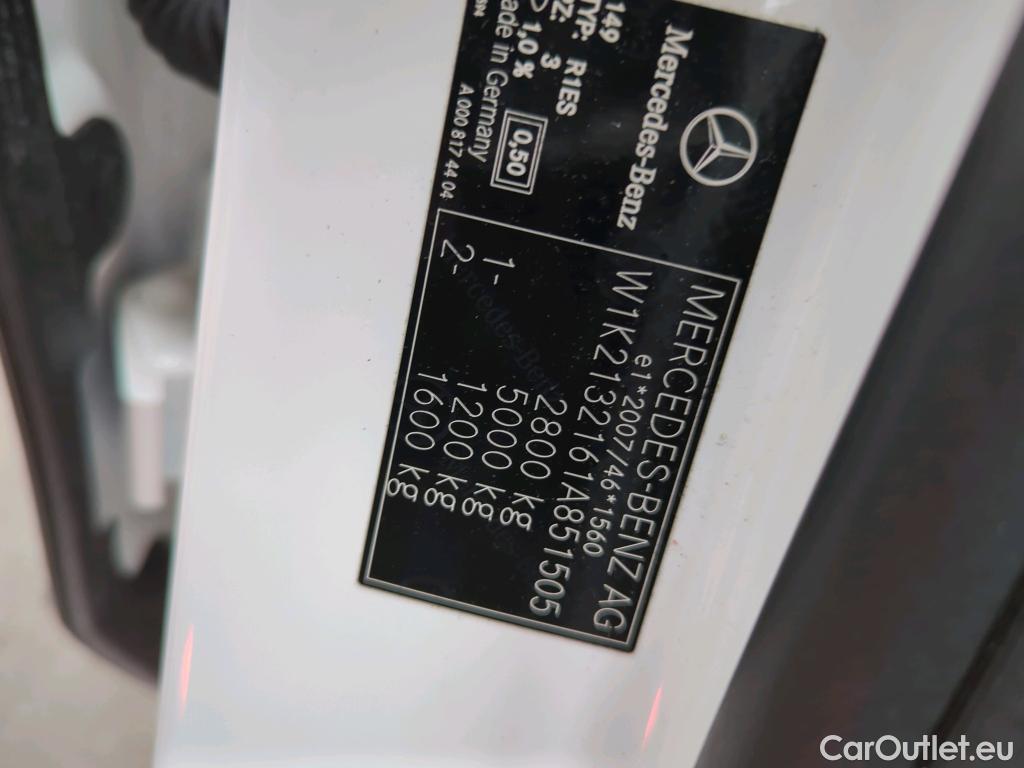 Mercedes-Benz
149
TYP: R1ES
Z: 3
1,0 %
0,50
Made in Germany
A 000 817 44 04
MERCEDES-BENZ AG
e1*2007/46*1560
W1K2132161A851505
2800 kg
5000 kg
1- 1200 kg
2- 1600 kg
CarOutlet.eu